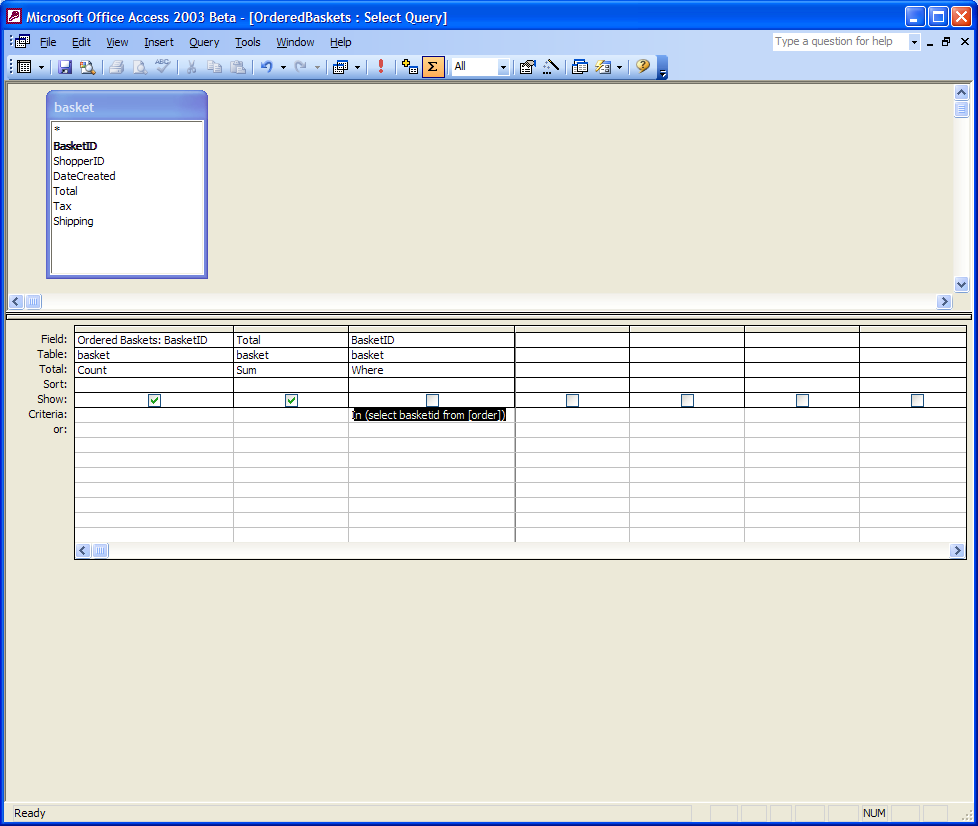 Microsoft Office Access 2003 Beta - [OrderedBaskets : Select Query]
File Edit View Insert Query Tools Window Help Type a question for help
Σ All
basket
*
BasketID
ShopperID
DateCreated
Total
Tax
Shipping
Field: Ordered Baskets: BasketID Total BasketID
Table: basket basket basket
Total: Count Sum Where
Sort:
Show:
Criteria: In (select basketid from [order])
or:
Ready NUM